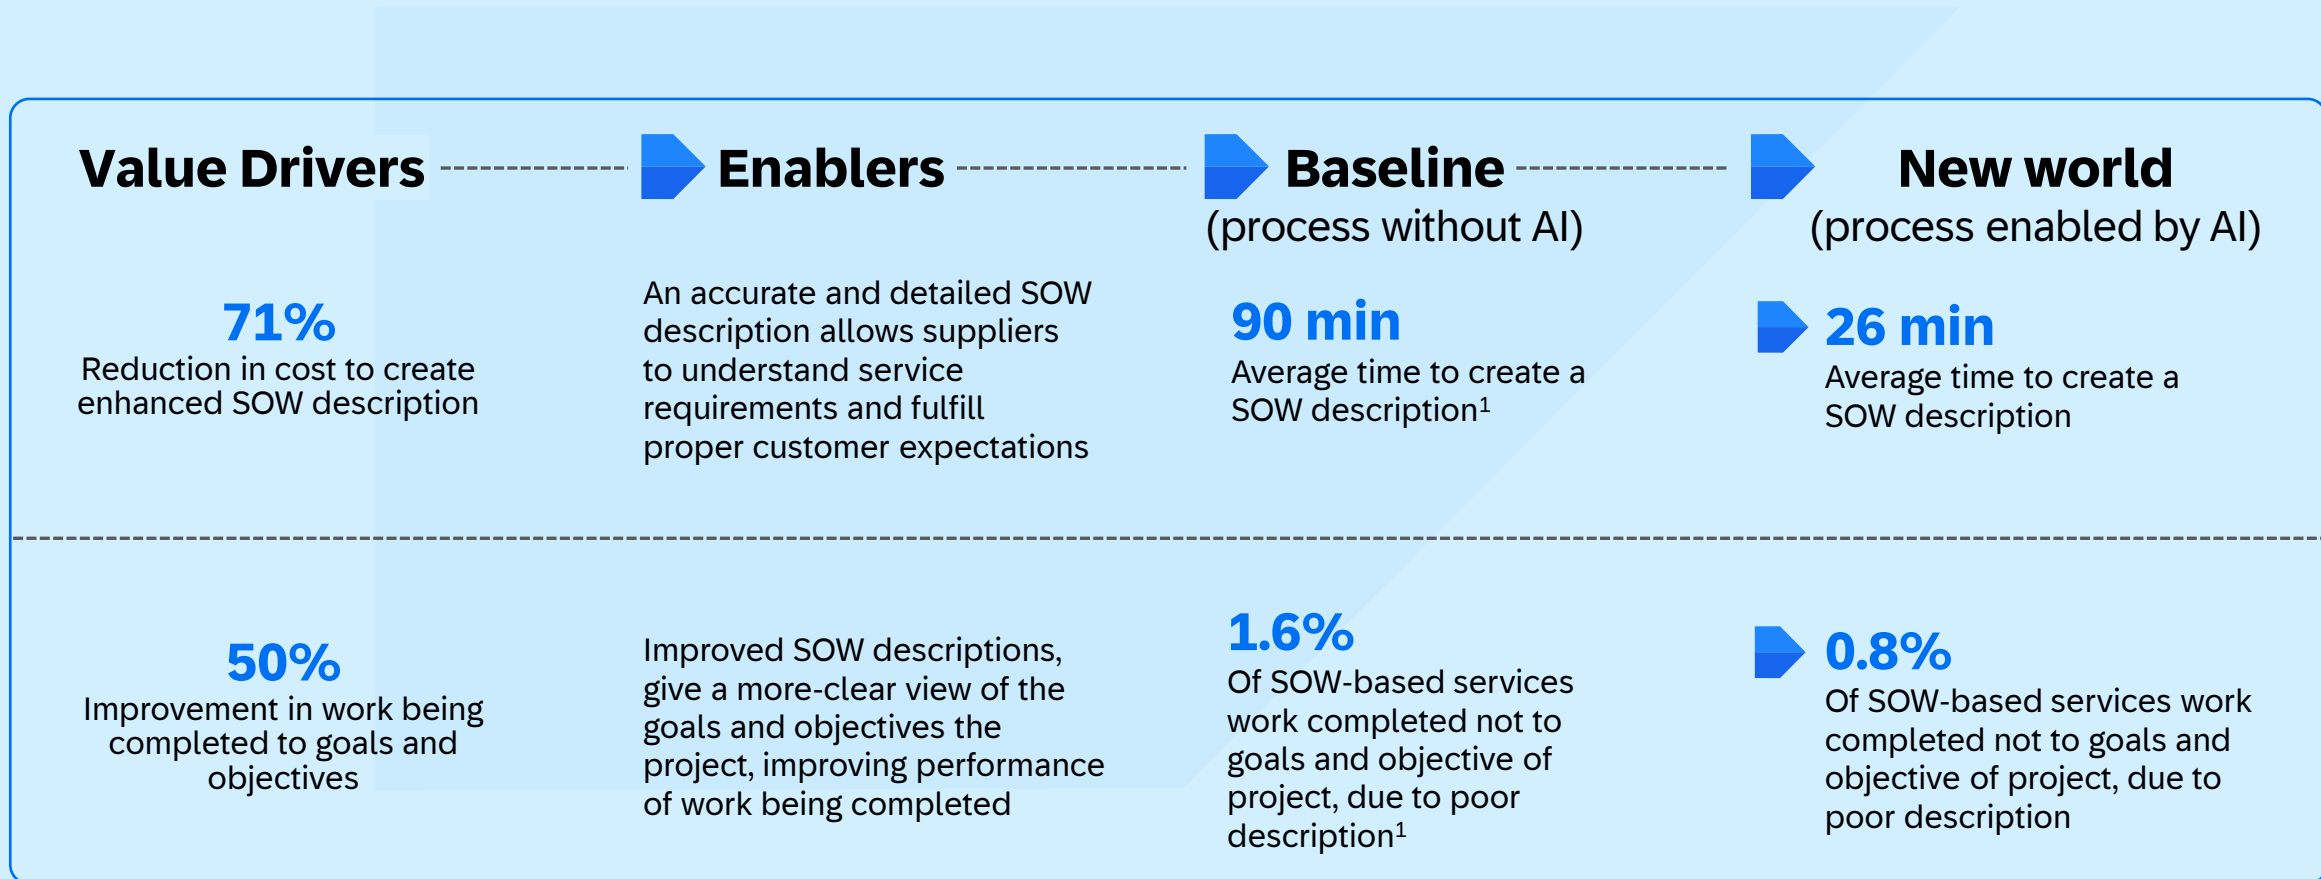 Value Drivers
Enablers
Baseline
(process without AI)
New world
(process enabled by AI)
71%
Reduction in cost to create
enhanced SOW description
An accurate and detailed SOW
description allows suppliers
to understand service
requirements and fulfill
proper customer expectations
90 min
Average time to create a
SOW description¹
26 min
Average time to create a
SOW description
50%
Improvement in work being
completed to goals and
objectives
Improved SOW descriptions,
give a more-clear view of the
goals and objectives the
project, improving performance
of work being completed
1.6%
Of SOW-based services
work completed not to
goals and objective of
project, due to poor
description¹
0.8%
Of SOW-based services work
completed not to goals and
objective of project, due to
poor description